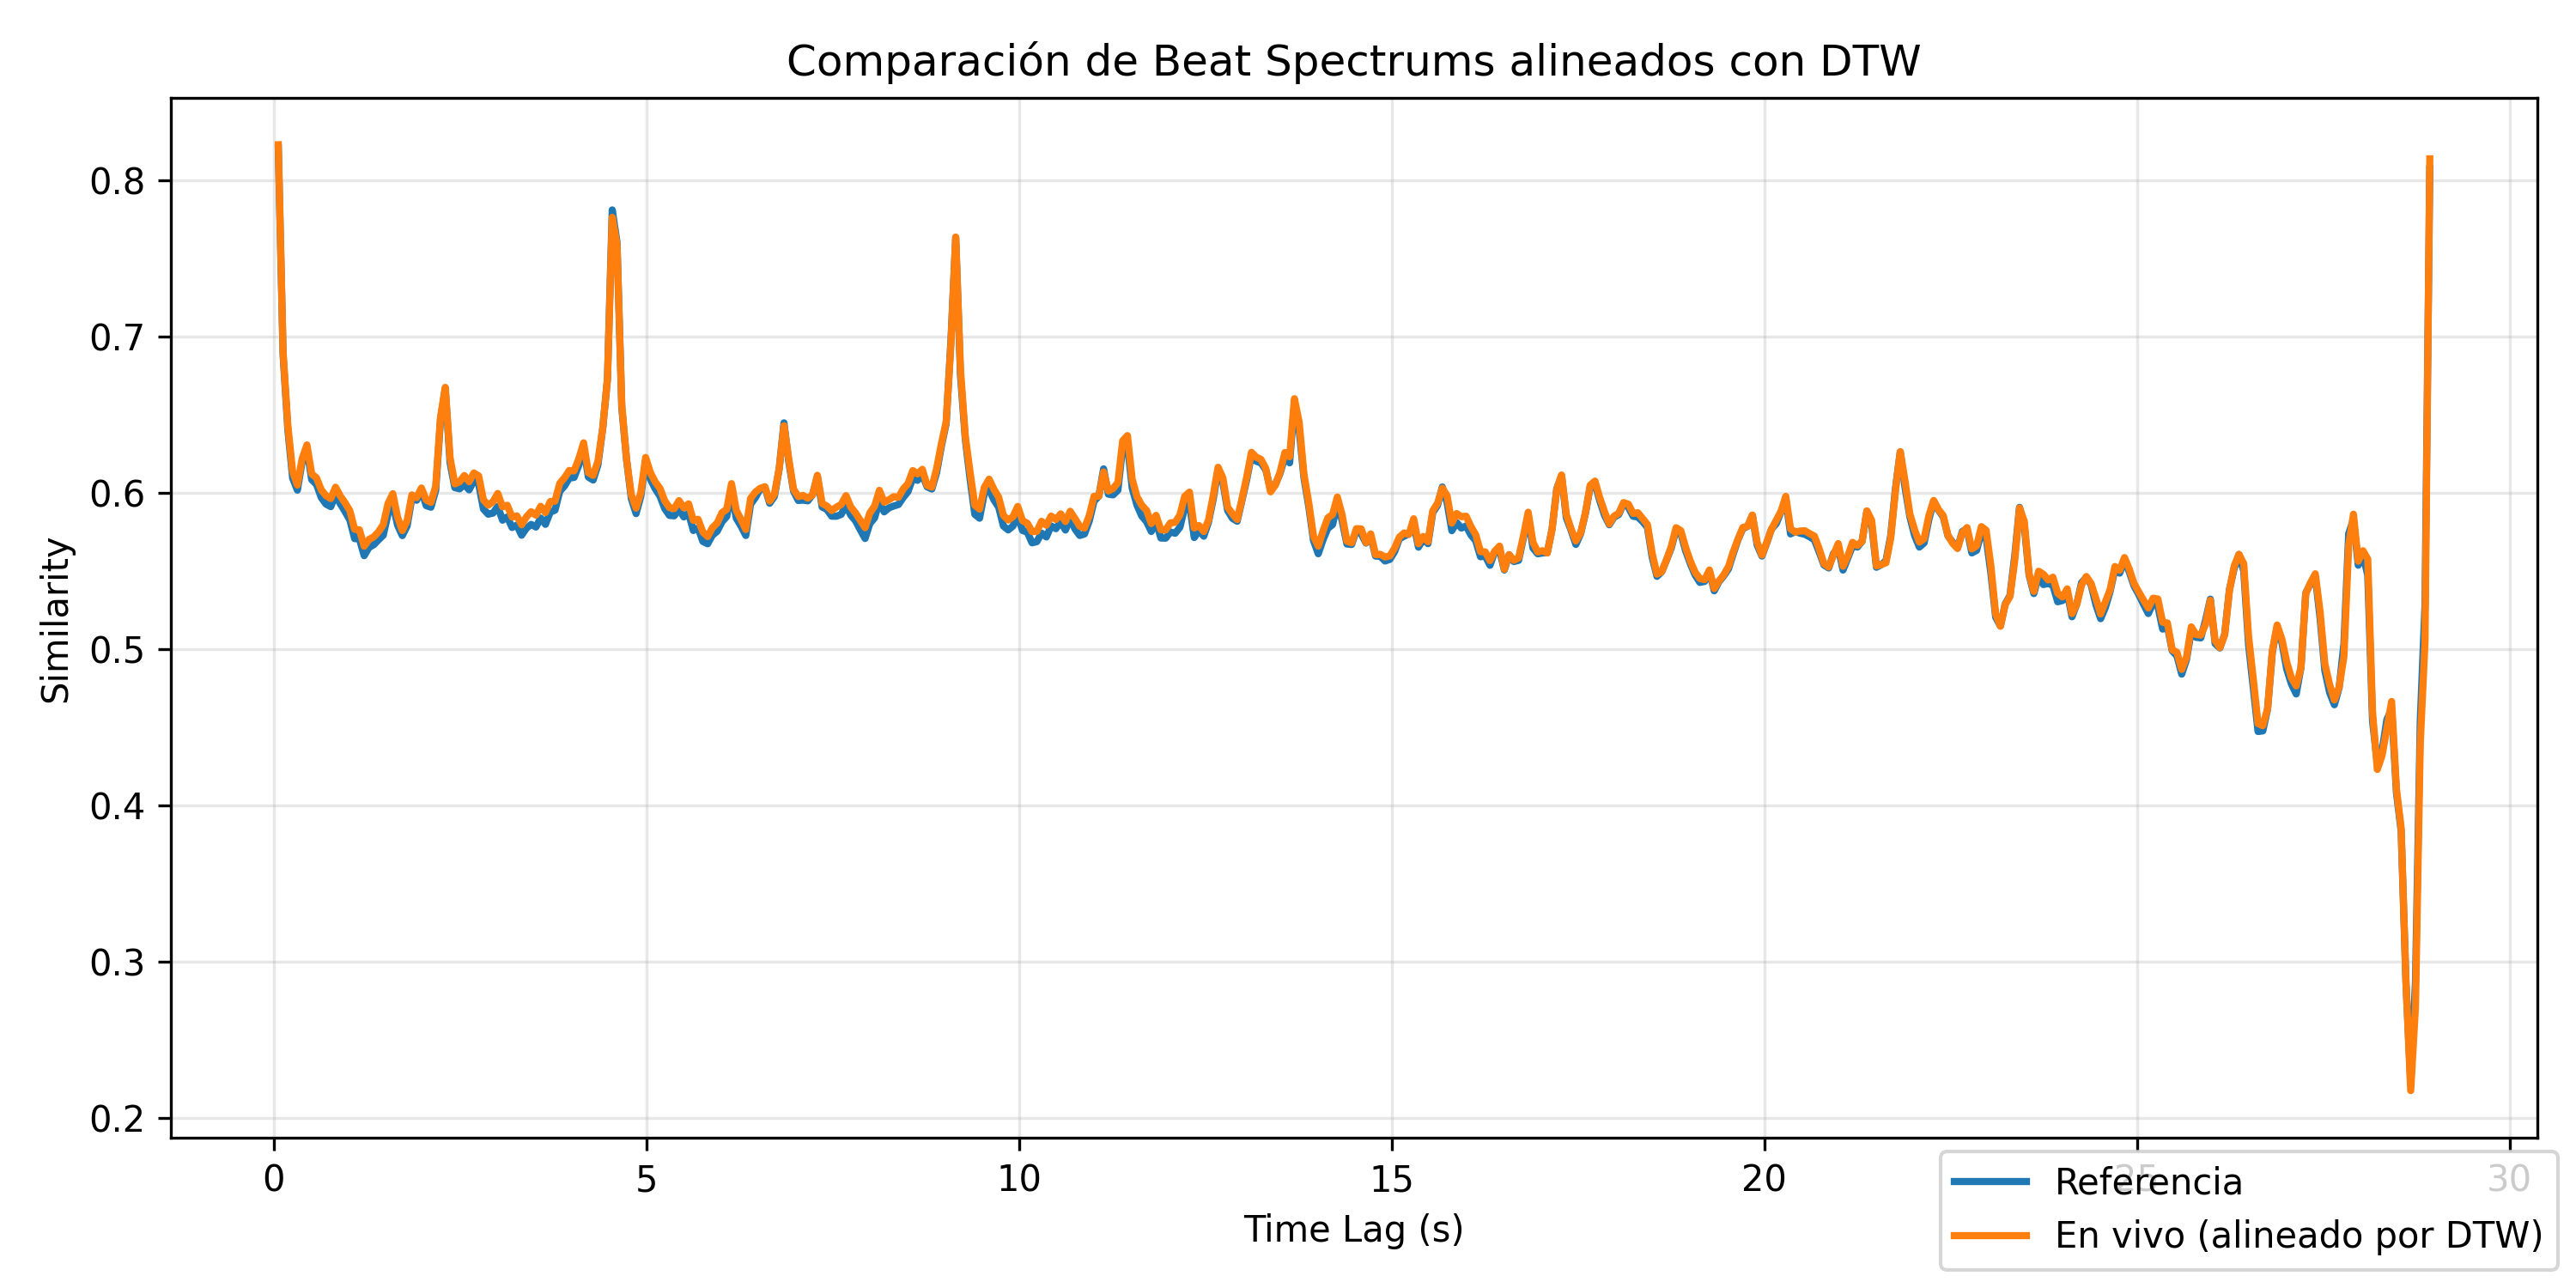 Comparación de Beat Spectrums alineados con DTW
Similarity
0.8
0.7
0.6
0.5
0.4
0.3
0.2
0
5
10
15
20
25
30
Time Lag (s)
Referencia
En vivo (alineado por DTW)